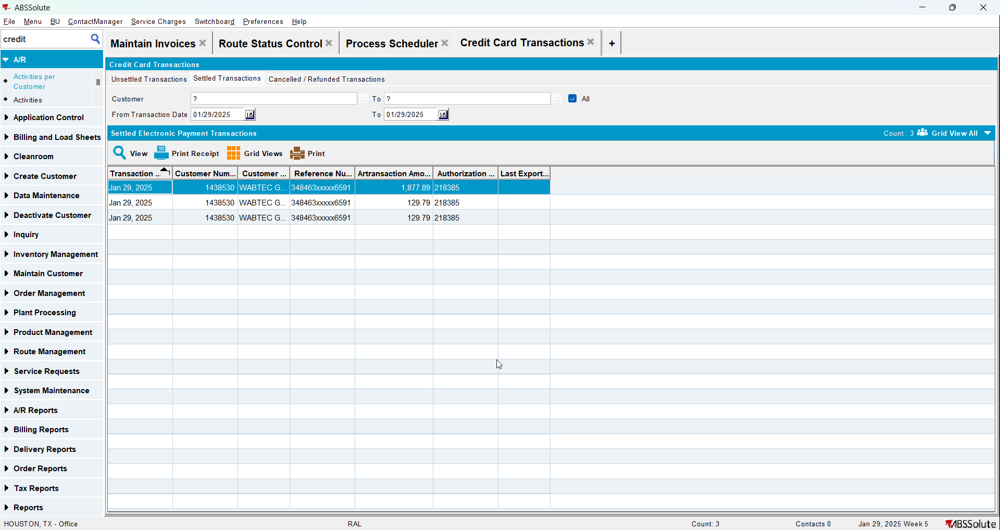 ABSSolute
File Menu BU ContactManager Service Charges Switchboard Preferences Help
credit
Maintain Invoices Route Status Control Process Scheduler Credit Card Transactions +
A/R
Activities per
Customer
Activities
Application Control
Billing and Load Sheets
Cleanroom
Create Customer
Data Maintenance
Deactivate Customer
Inquiry
Inventory Management
Maintain Customer
Order Management
Plant Processing
Product Management
Route Management
Service Requests
System Maintenance
A/R Reports
Billing Reports
Delivery Reports
Order Reports
Tax Reports
Reports
Credit Card Transactions
Unsettled Transactions Settled Transactions Cancelled / Refunded Transactions
Customer ? ... To ? ... All
From Transaction Date 01/29/2025 To 01/29/2025
Settled Electronic Payment Transactions Count : 3 Grid View All
View Print Receipt Grid Views Print
Transaction ... 1 Customer Num... Customer ... Reference Nu... Artransaction Amo... Authorization ... Last Export...
Jan 29, 2025 1438530 WABTEC G... 348463xxxxx6591 1,877.89 218385
Jan 29, 2025 1438530 WABTEC G... 348463xxxxx6591 129.79 218385
Jan 29, 2025 1438530 WABTEC G... 348463xxxxx6591 129.79 218385
HOUSTON, TX - Office RAL Count: 3 Contacts 0 Jan 29, 2025 Week 5 ABSSolute